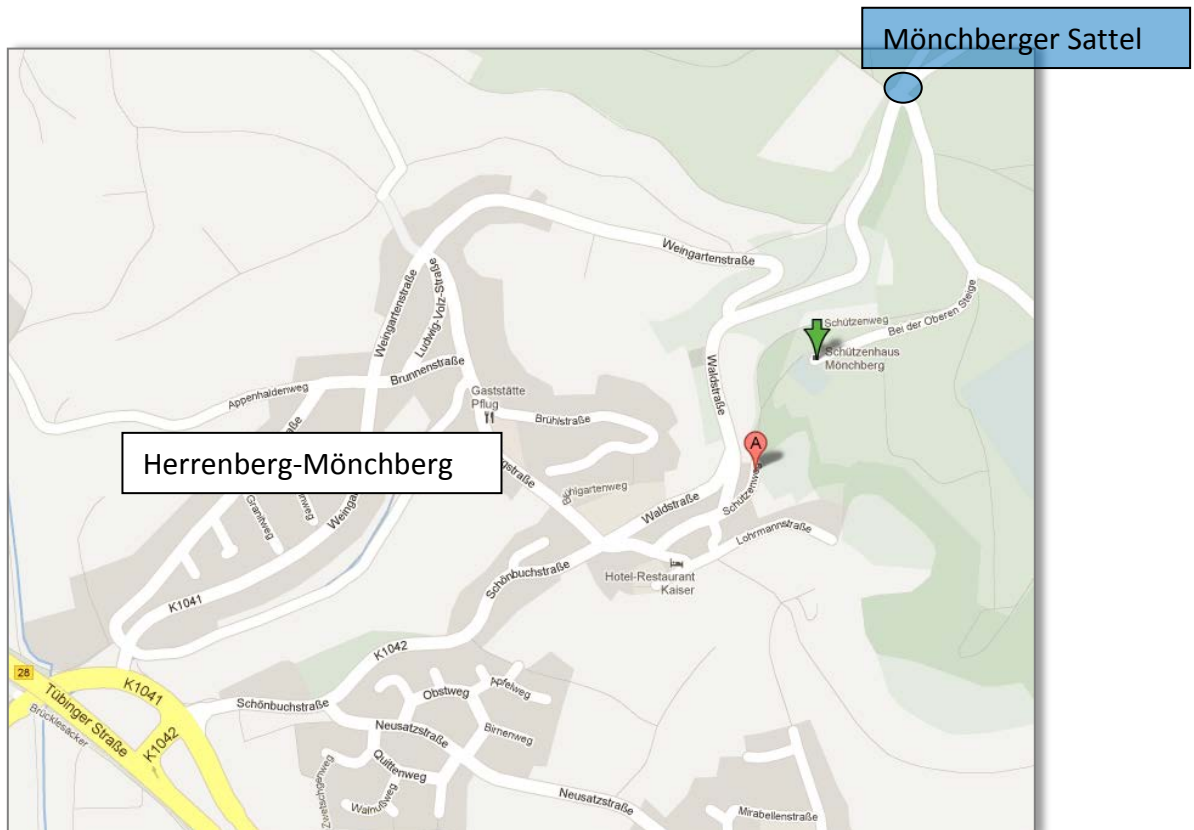 Mönchberger Sattel
Weingartenstraße
Weingartenstraße
Ludwig-Volz-Straße
Schützenweg
Bei der Oberen Steige
Schützenhaus
Mönchberg
Brunnenstraße
Waldstraße
Appenhaldenweg
Gaststätte
Pflug
Brühlstraße
A
Herrenberg-Mönchberg
Schützenweg
Waldstraße
Granitweg
Lohrmannstraße
Hotel-Restaurant
Kaiser
Schönbuchstraße
K1041
K1042
28
K1041
Tübinger Straße
Brücklesäcker
K1042
Schönbuchstraße
Obstweg
Apfelweg
Neusatzstraße
Birnenweg
Quittenweg
Zwetschgenweg
Walnußweg
Neusatzstraße
Mirabellenstraße